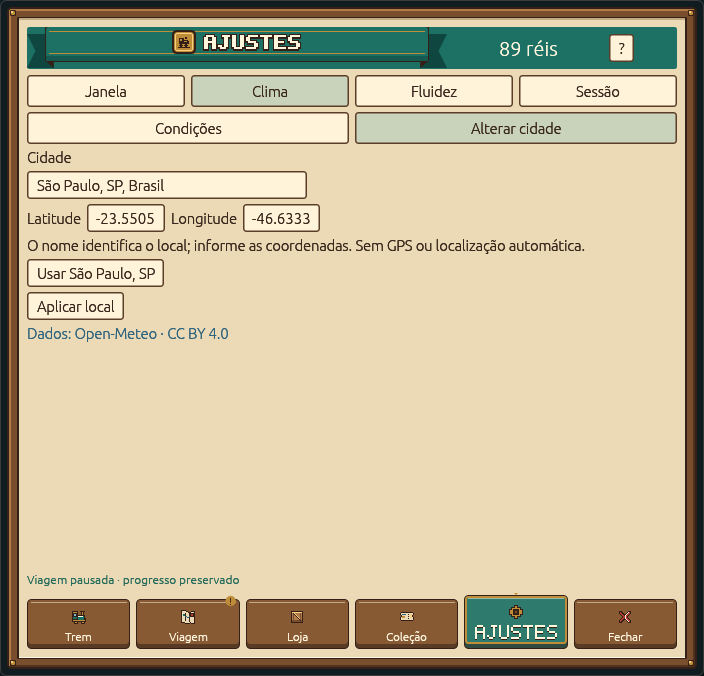 AJUSTES
89 réis
?
Janela
Clima
Fluidez
Sessão
Condições
Alterar cidade
Cidade
São Paulo, SP, Brasil
Latitude -23.5505 Longitude -46.6333
O nome identifica o local; informe as coordenadas. Sem GPS ou localização automática.
Usar São Paulo, SP
Aplicar local
Dados: Open-Meteo · CC BY 4.0
Viagem pausada · progresso preservado
!
Trem
Viagem
Loja
Coleção
AJUSTES
Fechar